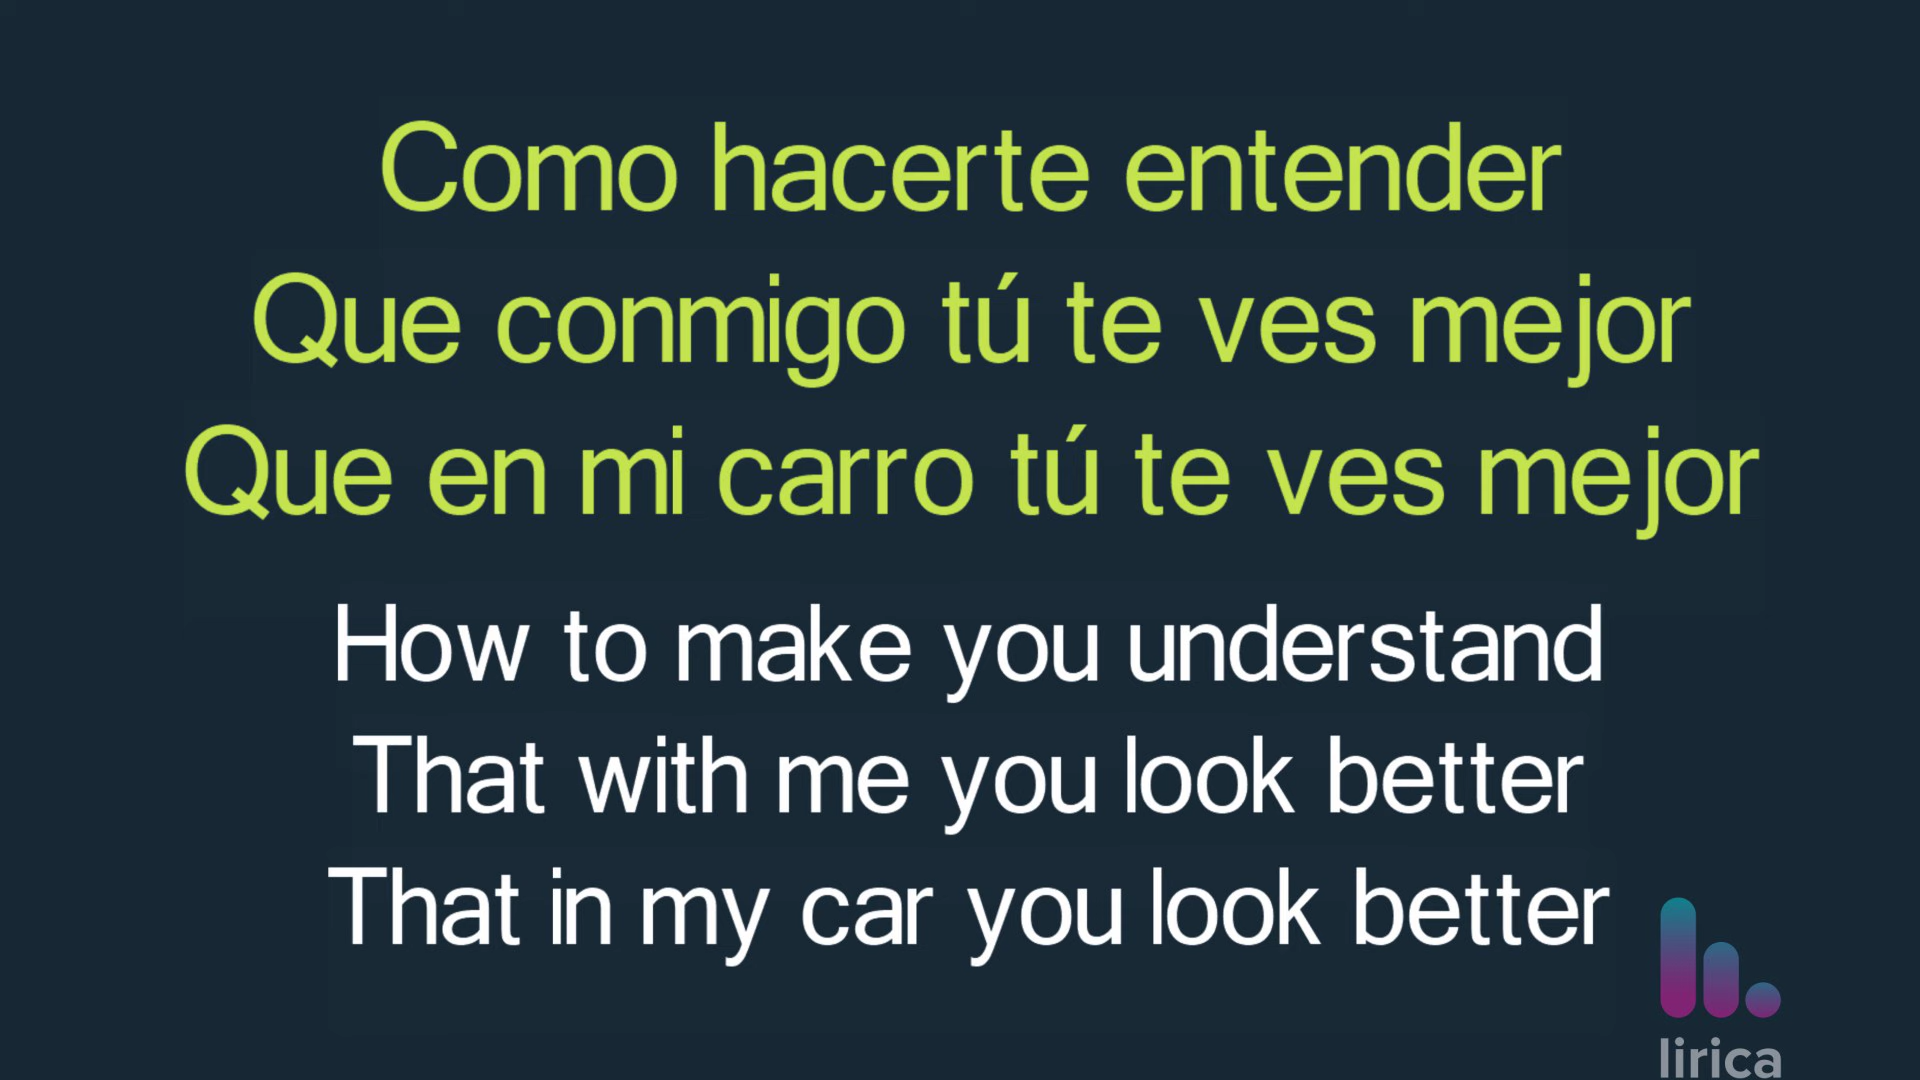 Como hacerte entender
Que conmigo tú te ves mejor
Que en mi carro tú te ves mejor
How to make you understand
That with me you look better
That in my car you look better
lirica